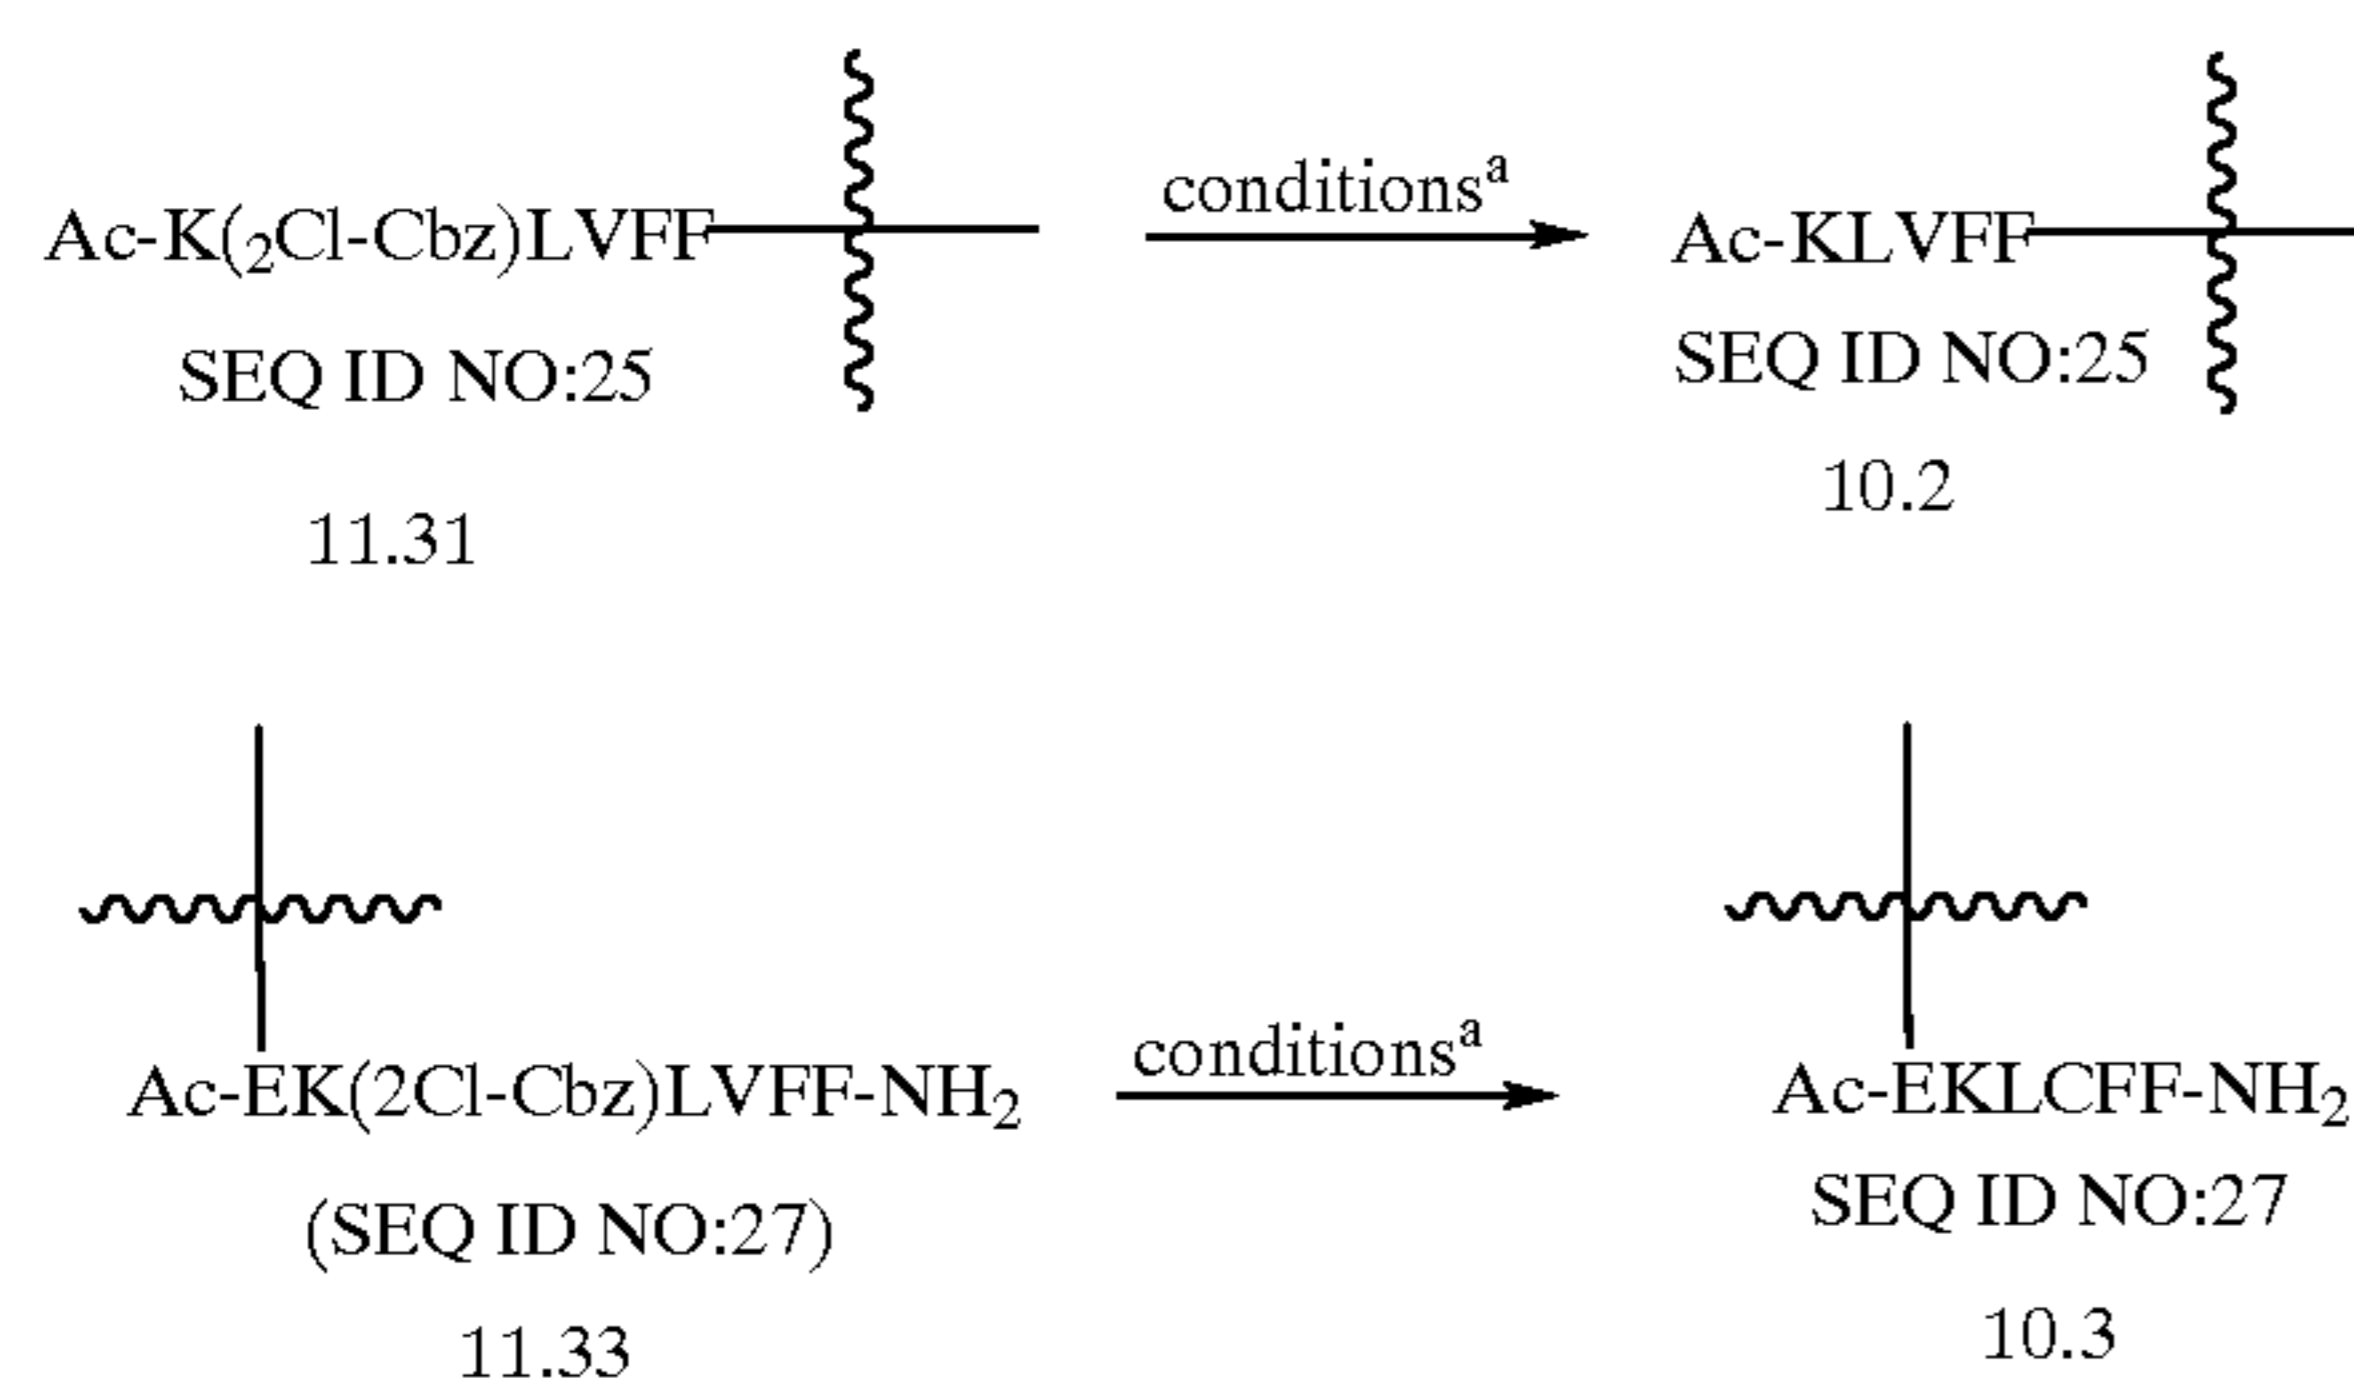 Ac-K(₂Cl-Cbz)LVFF
conditionsᵃ
Ac-KLVFF
SEQ ID NO:25
SEQ ID NO:25
11.31
10.2
Ac-EK(2Cl-Cbz)LVFF-NH₂
conditionsᵃ
Ac-EKLCFF-NH₂
(SEQ ID NO:27)
SEQ ID NO:27
11.33
10.3